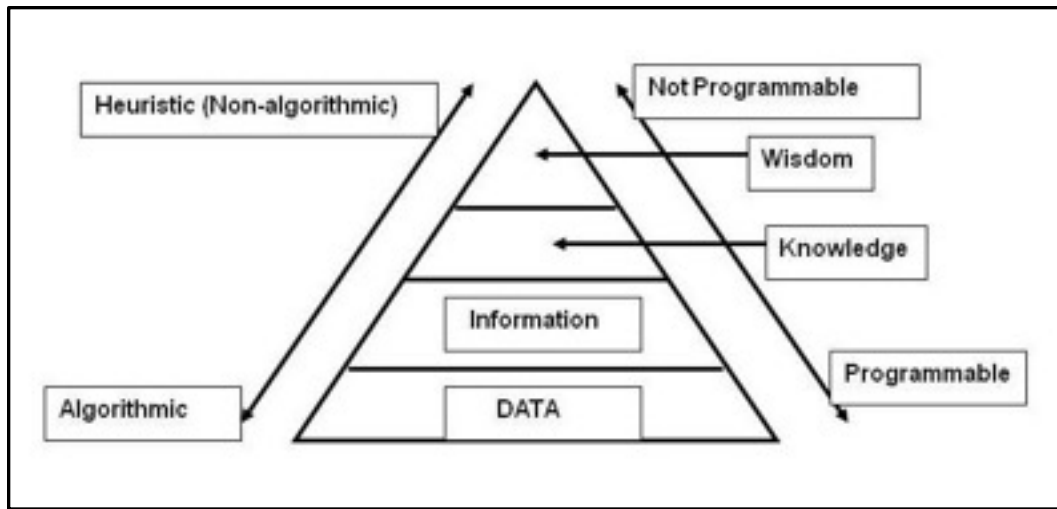 Heuristic (Non-algorithmic)
Not Programmable
Wisdom
Knowledge
Information
Programmable
Algorithmic
DATA